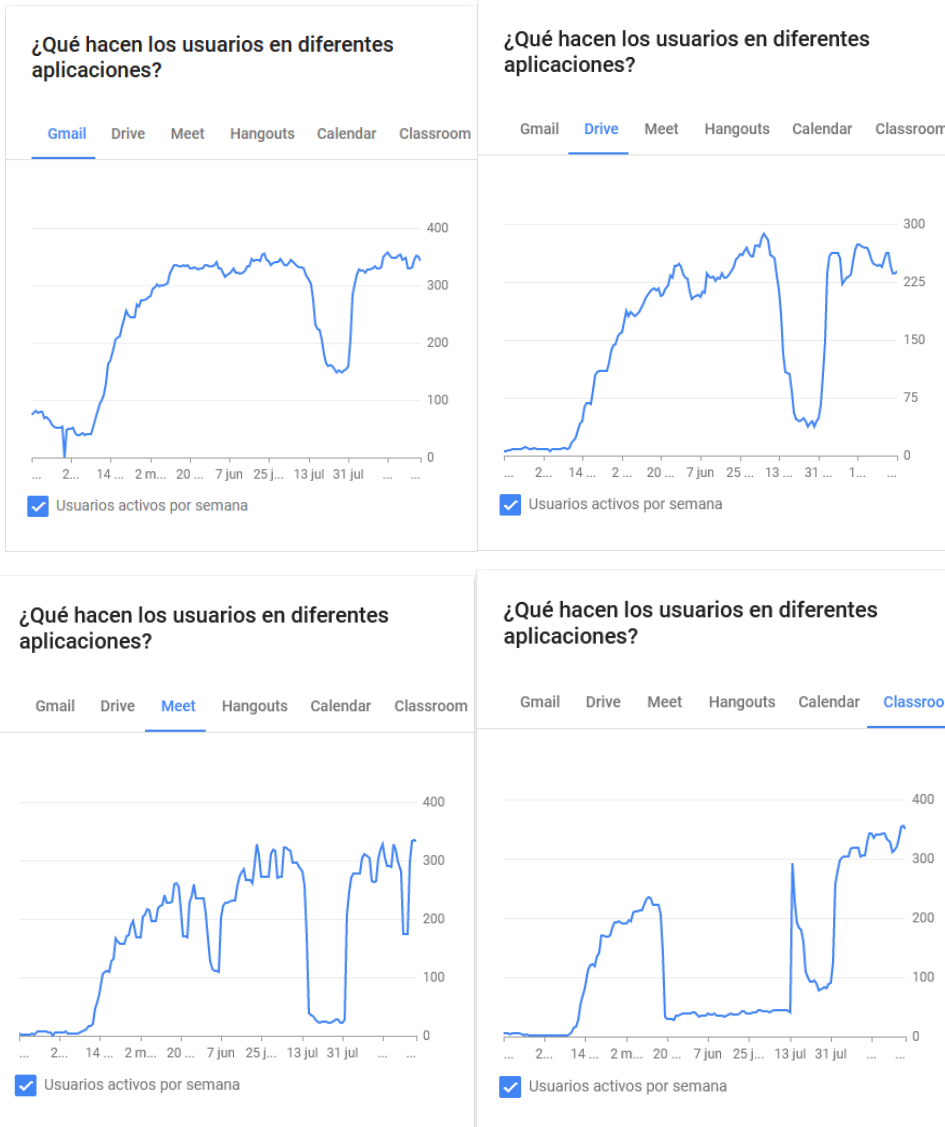 ¿Qué hacen los usuarios en diferentes
aplicaciones?
Gmail Drive Meet Hangouts Calendar Classroom
400
300
200
100
0
... 2... 14 ... 2 m... 20 ... 7 jun 25 j... 13 jul 31 jul ... ...
Usuarios activos por semana
¿Qué hacen los usuarios en diferentes
aplicaciones?
Gmail Drive Meet Hangouts Calendar Classroom
300
225
150
75
0
... 2... 14 ... 2 ... 20 ... 7 jun 25 ... 13 ... 31 ... 1... ...
Usuarios activos por semana
¿Qué hacen los usuarios en diferentes
aplicaciones?
Gmail Drive Meet Hangouts Calendar Classroom
400
300
200
100
0
... 2... 14 ... 2 m... 20 ... 7 jun 25 j... 13 jul 31 jul ... ...
Usuarios activos por semana
¿Qué hacen los usuarios en diferentes
aplicaciones?
Gmail Drive Meet Hangouts Calendar Classroo
400
300
200
100
0
... 2... 14 ... 2 m... 20 ... 7 jun 25 j... 13 jul 31 jul ... ...
Usuarios activos por semana